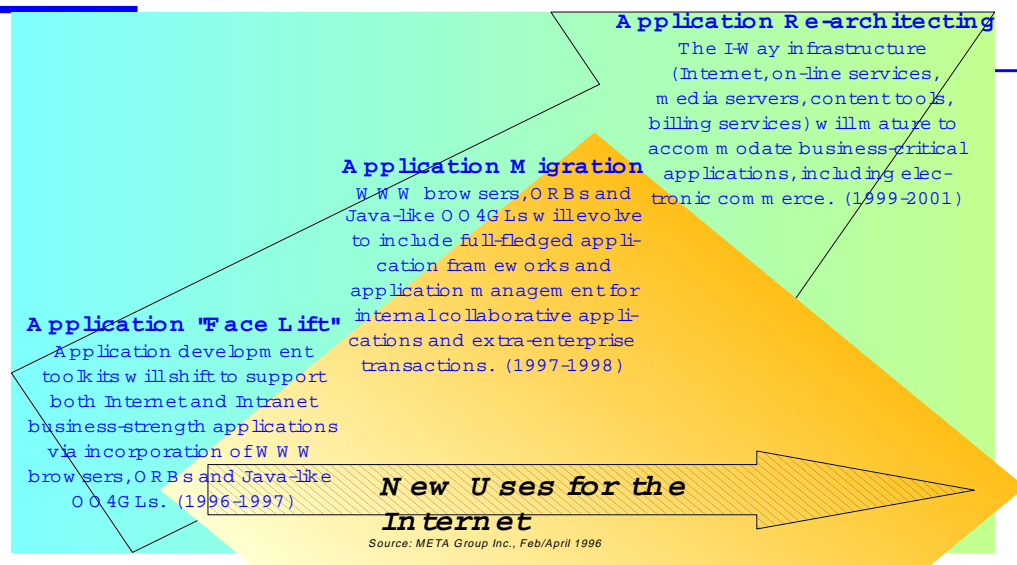 Application Re-architecting
The I-Way infrastructure
(Internet, on-line services,
media servers, content tools,
billing services) will mature to
accommodate business-critical
applications, including elec-
tronic commerce. (1999-2001)
Application Migration
WWW browsers, ORBs and
Java-like OO4GLs will evolve
to include full-fledged appli-
cation frameworks and
application management for
internal collaborative appli-
cations and extra-enterprise
transactions. (1997-1998)
Application "Face Lift"
Application development
toolkits will shift to support
both Internet and Intranet
business-strength applications
via incorporation of WWW
browsers, ORBs and Java-like
OO4GLs. (1996-1997)
New Uses for the
Internet
Source: META Group Inc., Feb/April 1996